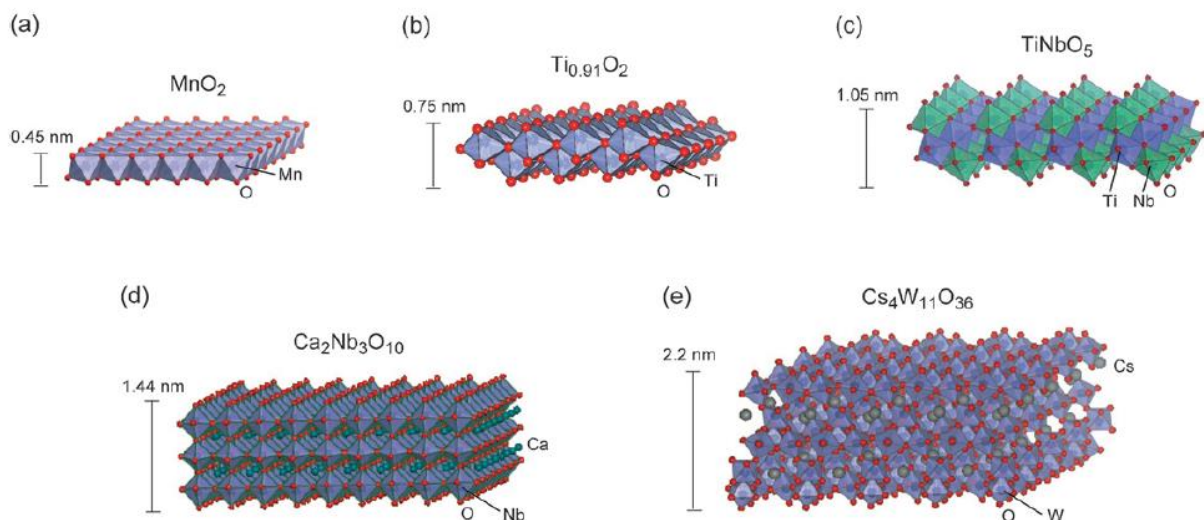 (a)
MnO₂
0.45 nm
Mn
O
(b)
Ti₀.₉₁O₂
0.75 nm
Ti
O
(c)
TiNbO₅
1.05 nm
Ti
Nb
O
(d)
Ca₂Nb₃O₁₀
1.44 nm
Ca
O
Nb
(e)
Cs₄W₁₁O₃₆
2.2 nm
Cs
O
W